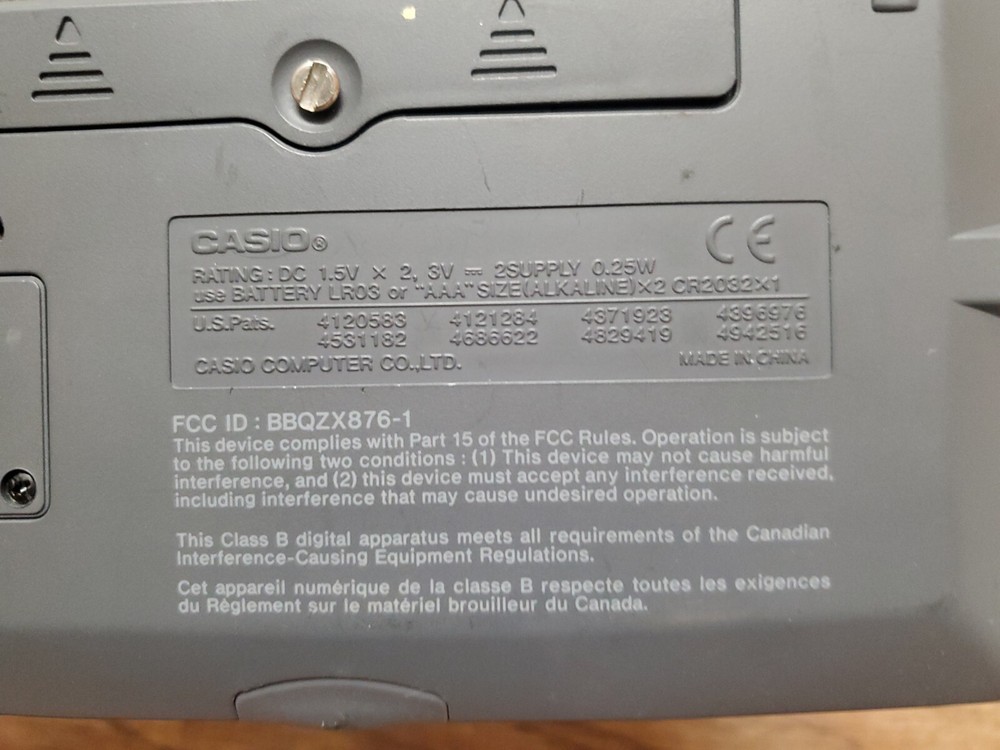 CASIO® CE
RATING : DC 1.5V × 2, 3V ⎓ 2SUPPLY 0.25W
use BATTERY LR03 or "AAA" SIZE(ALKALINE)×2 CR2032×1
U.S.Pats. 4120583 4121284 4371923 4396976
4531182 4686622 4829419 4942516
CASIO COMPUTER CO.,LTD. MADE IN CHINA
FCC ID : BBQZX876-1
This device complies with Part 15 of the FCC Rules. Operation is subject
to the following two conditions : (1) This device may not cause harmful
interference, and (2) this device must accept any interference received,
including interference that may cause undesired operation.
This Class B digital apparatus meets all requirements of the Canadian
Interference-Causing Equipment Regulations.
Cet appareil numérique de la classe B respecte toutes les exigences
du Règlement sur le matériel brouilleur du Canada.